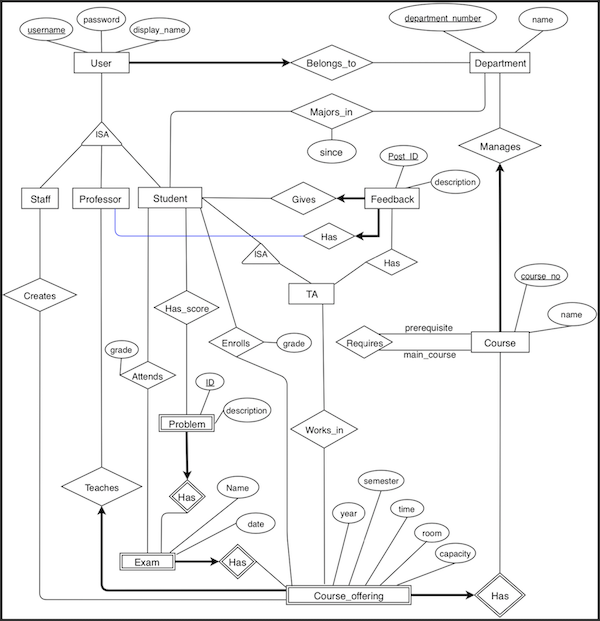 password
username
display_name
department_number
name
User
Belongs_to
Department
Majors_in
ISA
since
Manages
Post_ID
description
Staff
Professor
Student
Gives
Feedback
Has
ISA
Has
TA
Creates
course_no
Has_score
name
prerequisite
Enrolls
grade
Requires
Course
main_course
grade
Attends
ID
description
Problem
Works_in
Teaches
Has
Name
semester
year
time
date
room
capacity
Exam
Has
Course_offering
Has